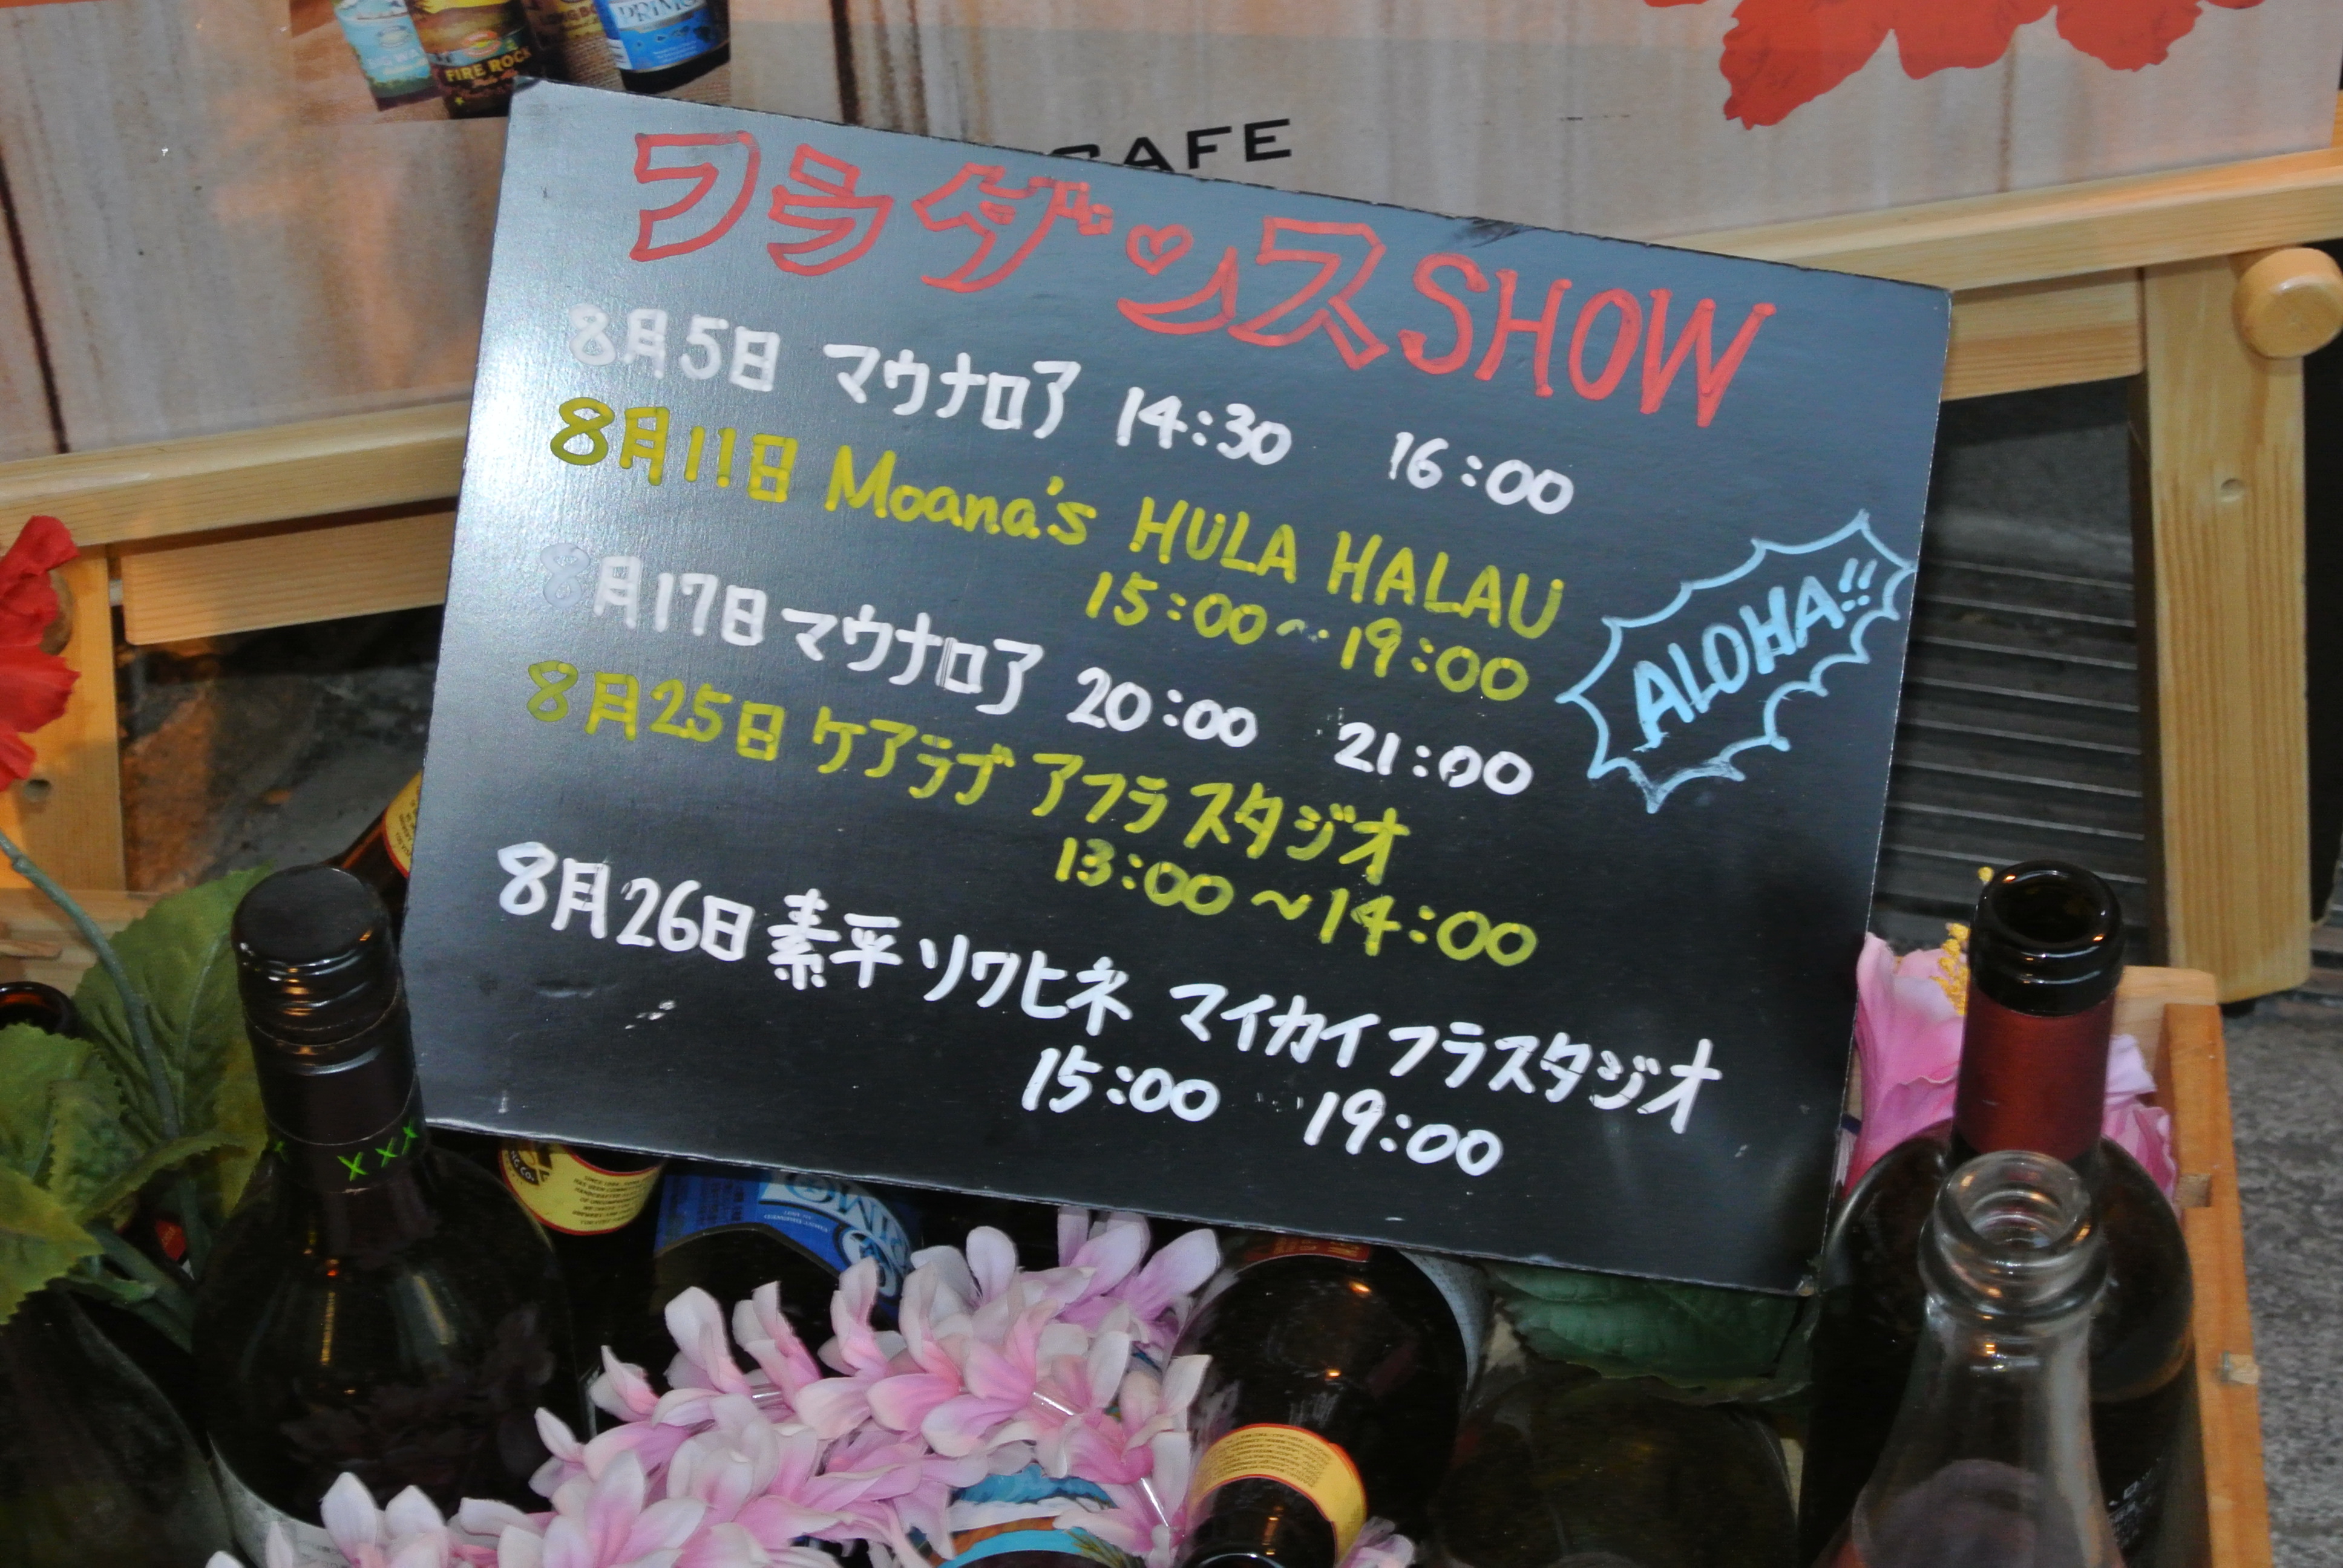 PRIMO
FIRE ROCK
CAFE
フラダンスSHOW
8月5日 マウナロア 14:30 16:00
8月11日 Moana's HULA HALAU
15:00〜19:00
8月17日 マウナロア 20:00 21:00
8月25日 ケアラブ アフラ スタジオ
13:00〜14:00
8月26日 素平 ソワヒネ マイカイフラスタジオ
15:00 19:00
ALOHA!!
xxx
PRIMO